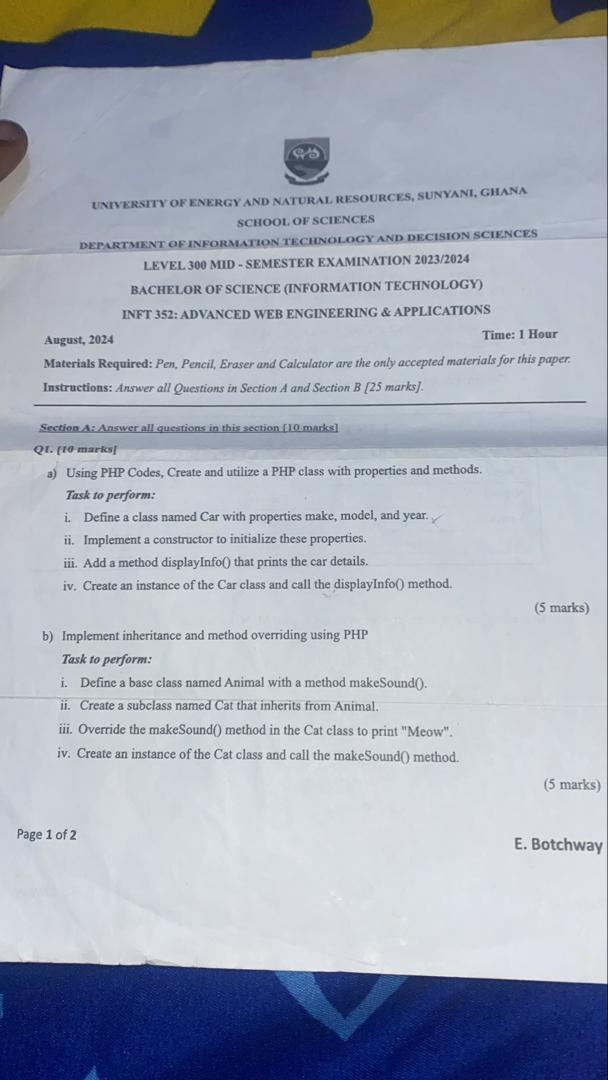 UNIVERSITY OF ENERGY AND NATURAL RESOURCES, SUNYANI, GHANA
SCHOOL OF SCIENCES
DEPARTMENT OF INFORMATION TECHNOLOGY AND DECISION SCIENCES
LEVEL 300 MID - SEMESTER EXAMINATION 2023/2024
BACHELOR OF SCIENCE (INFORMATION TECHNOLOGY)
INFT 352: ADVANCED WEB ENGINEERING & APPLICATIONS
August, 2024 Time: 1 Hour
Materials Required: Pen, Pencil, Eraser and Calculator are the only accepted materials for this paper.
Instructions: Answer all Questions in Section A and Section B [25 marks].
Section A: Answer all questions in this section [10 marks]
Q1. [10 marks]
a) Using PHP Codes, Create and utilize a PHP class with properties and methods.
Task to perform:
i. Define a class named Car with properties make, model, and year.
ii. Implement a constructor to initialize these properties.
iii. Add a method displayInfo() that prints the car details.
iv. Create an instance of the Car class and call the displayInfo() method.
(5 marks)
b) Implement inheritance and method overriding using PHP
Task to perform:
i. Define a base class named Animal with a method makeSound().
ii. Create a subclass named Cat that inherits from Animal.
iii. Override the makeSound() method in the Cat class to print "Meow".
iv. Create an instance of the Cat class and call the makeSound() method.
(5 marks)
Page 1 of 2
E. Botchway